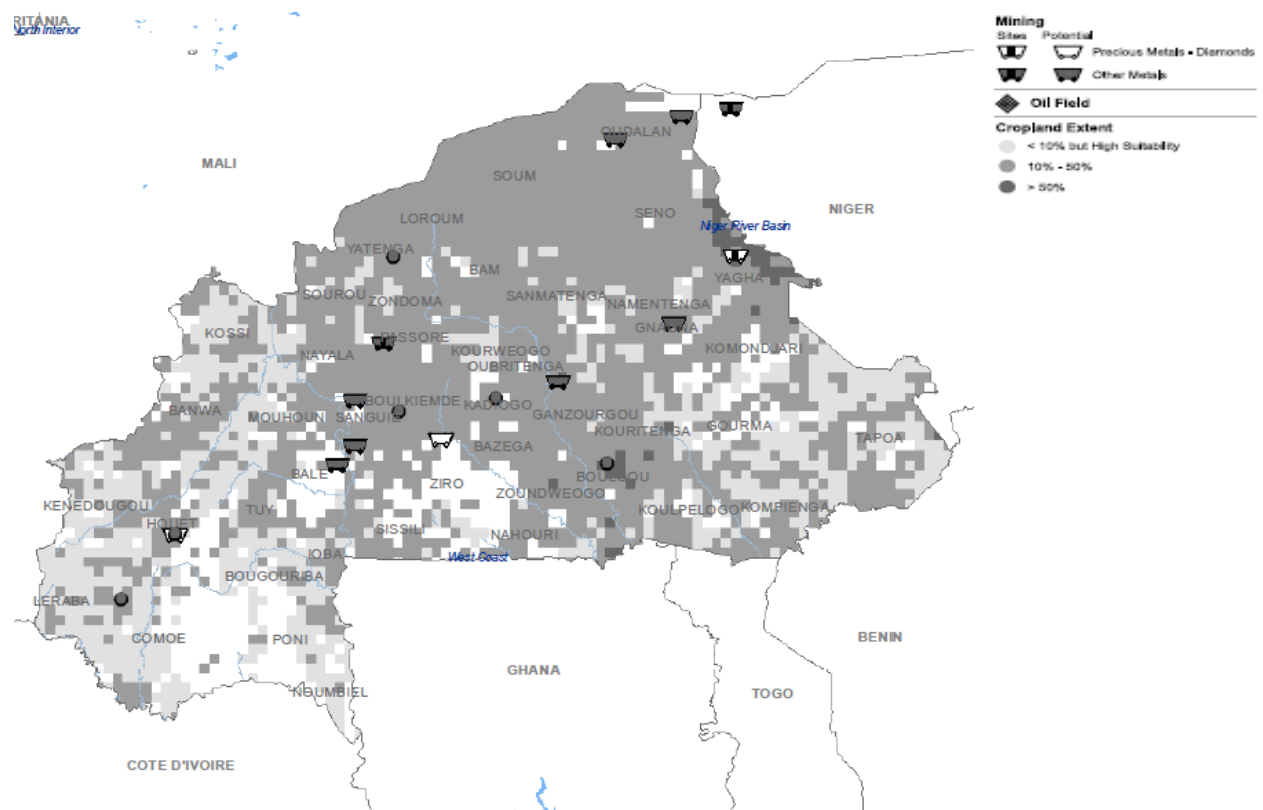 RITANIA
North Interior
Mining
Sites Potential
Precious Metals - Diamonds
Other Metals
Oil Field
Cropland Extent
< 10% but High Suitability
10% - 50%
> 50%
OUDALAN
MALI
SOUM
NIGER
SENO
LOROUM
Niger River Basin
YATENGA
BAM
YAGHA
SOUROU
ZONDOMA
SANMATENGA
NAMENTENGA
KOSSI
GNAGNA
PASSORE
KOMONDJARI
NAYALA
KOURWEOGO
OUBRITENGA
BOULKIEMDE
KADIOGO
BANWA
MOUHOUN
SANGUIE
GANZOURGOU
GOURMA
KOURITENGA
TAPOA
BAZEGA
BALE
BOULGOU
ZIRO
ZOUNDWEOGO
KENEDOUGOU
TUY
KOULPELOGO
KOMPIENGA
HOUET
SISSILI
NAHOURI
IOBA
West Coast
BOUGOURIBA
LERABA
COMOE
PONI
BENIN
GHANA
NOUMBIEL
TOGO
COTE D'IVOIRE